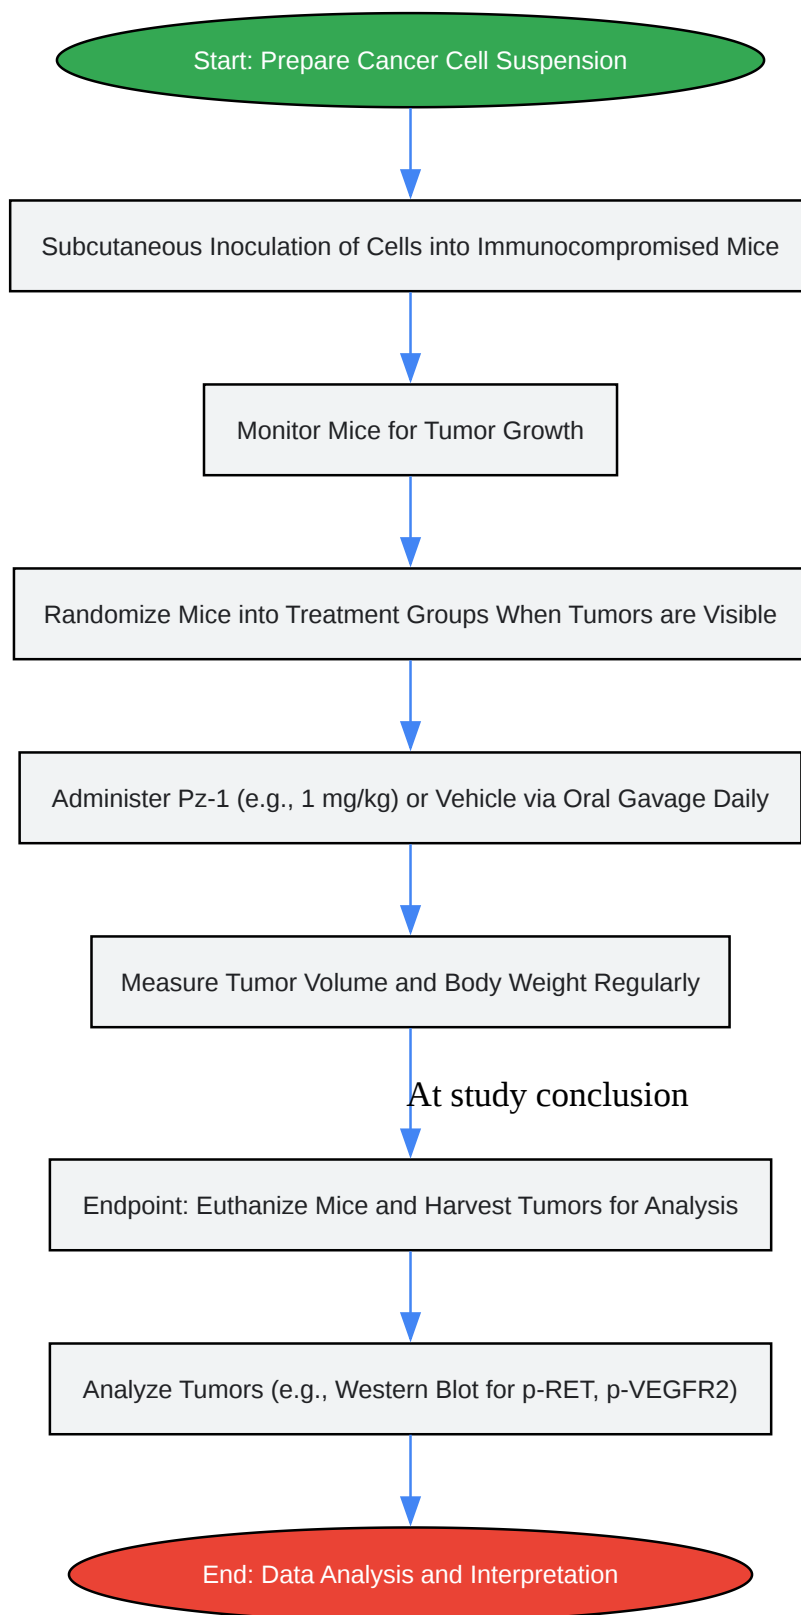 Start: Prepare Cancer Cell Suspension
Subcutaneous Inoculation of Cells into Immunocompromised Mice
Monitor Mice for Tumor Growth
Randomize Mice into Treatment Groups When Tumors are Visible
Administer Pz-1 (e.g., 1 mg/kg) or Vehicle via Oral Gavage Daily
Measure Tumor Volume and Body Weight Regularly
At study conclusion
Endpoint: Euthanize Mice and Harvest Tumors for Analysis
Analyze Tumors (e.g., Western Blot for p-RET, p-VEGFR2)
End: Data Analysis and Interpretation